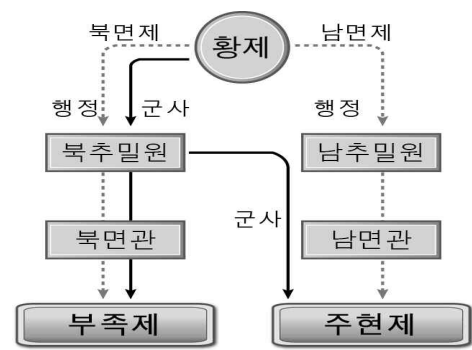 북면제
황제
남면제
행정
군사
행정
북추밀원
남추밀원
군사
북면관
남면관
부족제
주현제